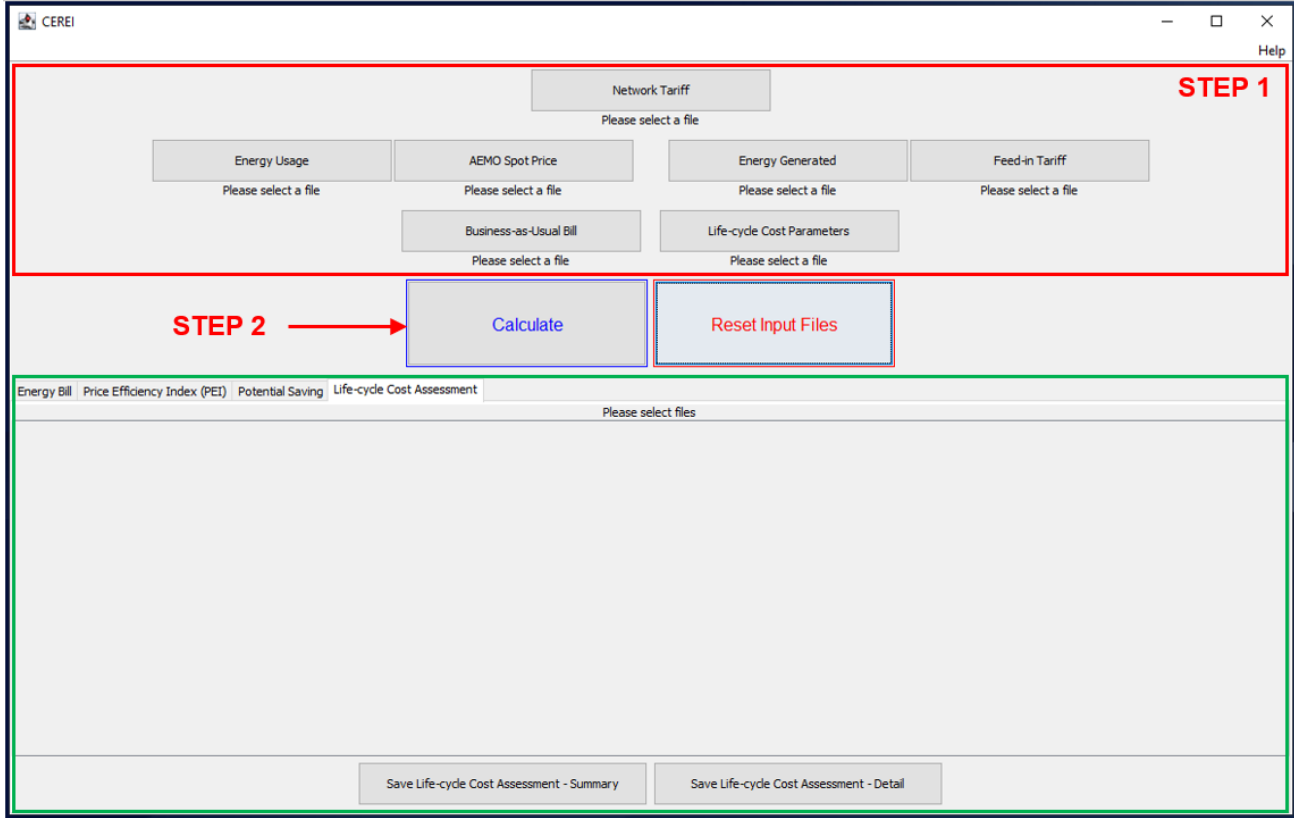 CEREI
Help
STEP 1
Network Tariff
Please select a file
Energy Usage
AEMO Spot Price
Energy Generated
Feed-in Tariff
Please select a file
Please select a file
Please select a file
Please select a file
Business-as-Usual Bill
Life-cycle Cost Parameters
Please select a file
Please select a file
STEP 2
Calculate
Reset Input Files
Energy Bill
Price Efficiency Index (PEI)
Potential Saving
Life-cycle Cost Assessment
Please select files
Save Life-cycle Cost Assessment - Summary
Save Life-cycle Cost Assessment - Detail